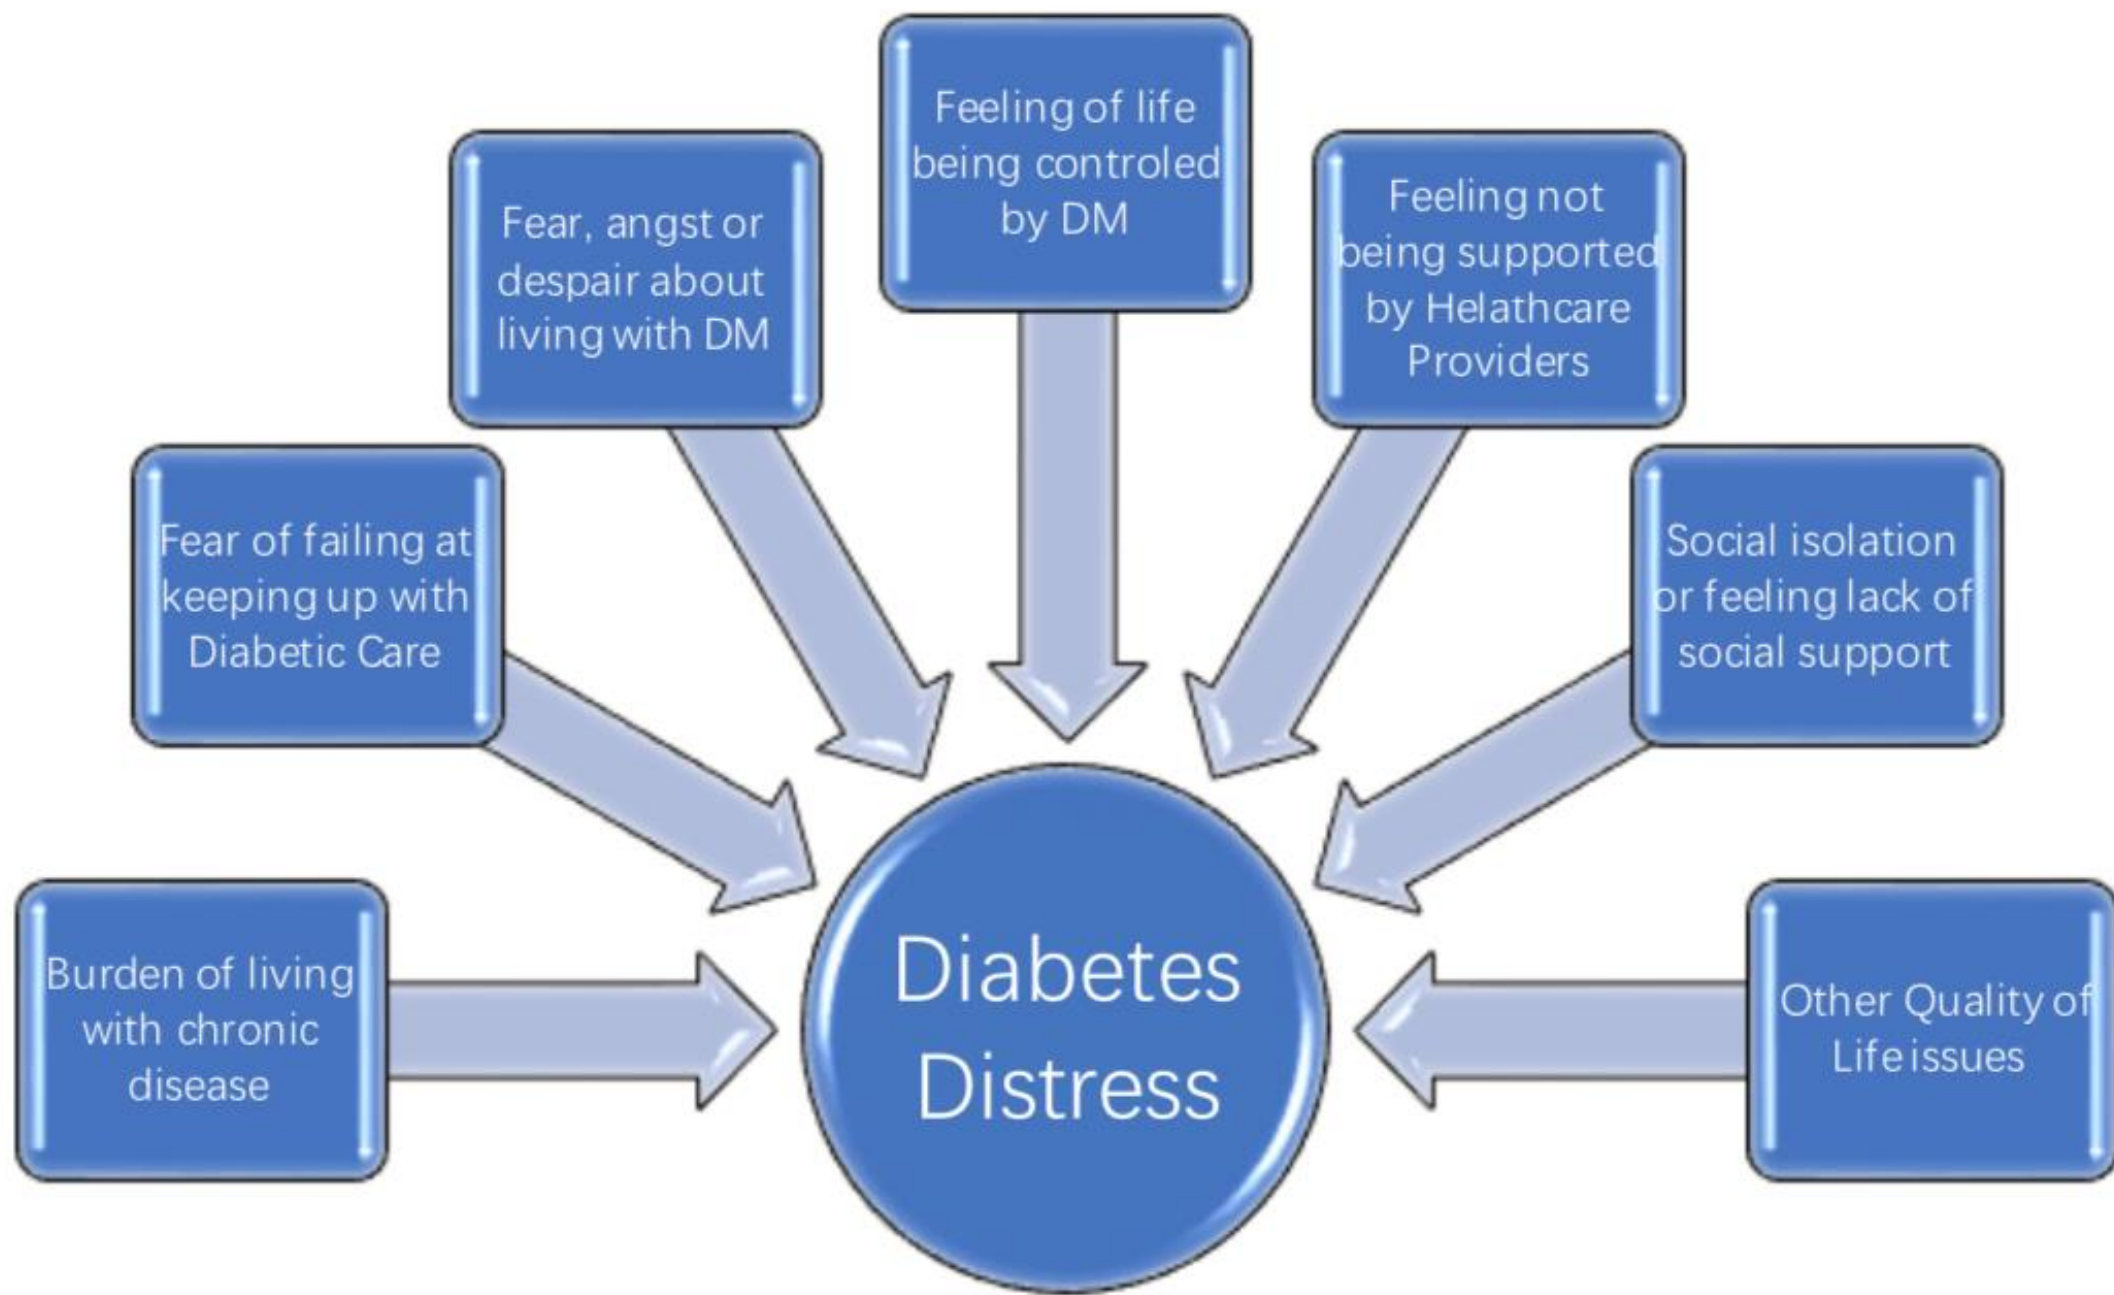 Feeling of life
being controled
by DM
Fear, angst or
despair about
living with DM
Feeling not
being supported
by Helathcare
Providers
Fear of failing at
keeping up with
Diabetic Care
Social isolation
or feeling lack of
social support
Burden of living
with chronic
disease
Diabetes
Distress
Other Quality of
Life issues